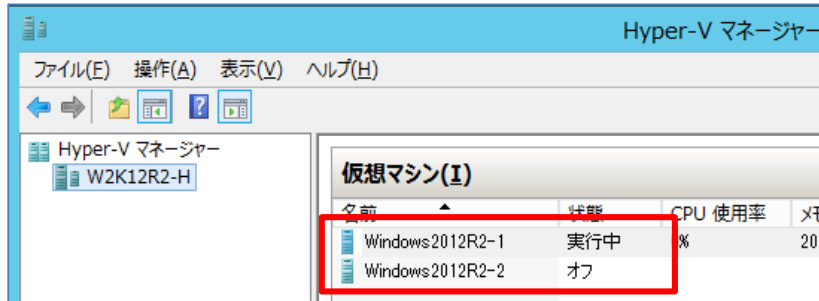 Hyper-V マネージャー
ファイル(F) 操作(A) 表示(V) ヘルプ(H)
Hyper-V マネージャー
W2K12R2-H
仮想マシン(I)
名前 状態 CPU 使用率
Windows2012R2-1 実行中 % 20
Windows2012R2-2 オフ